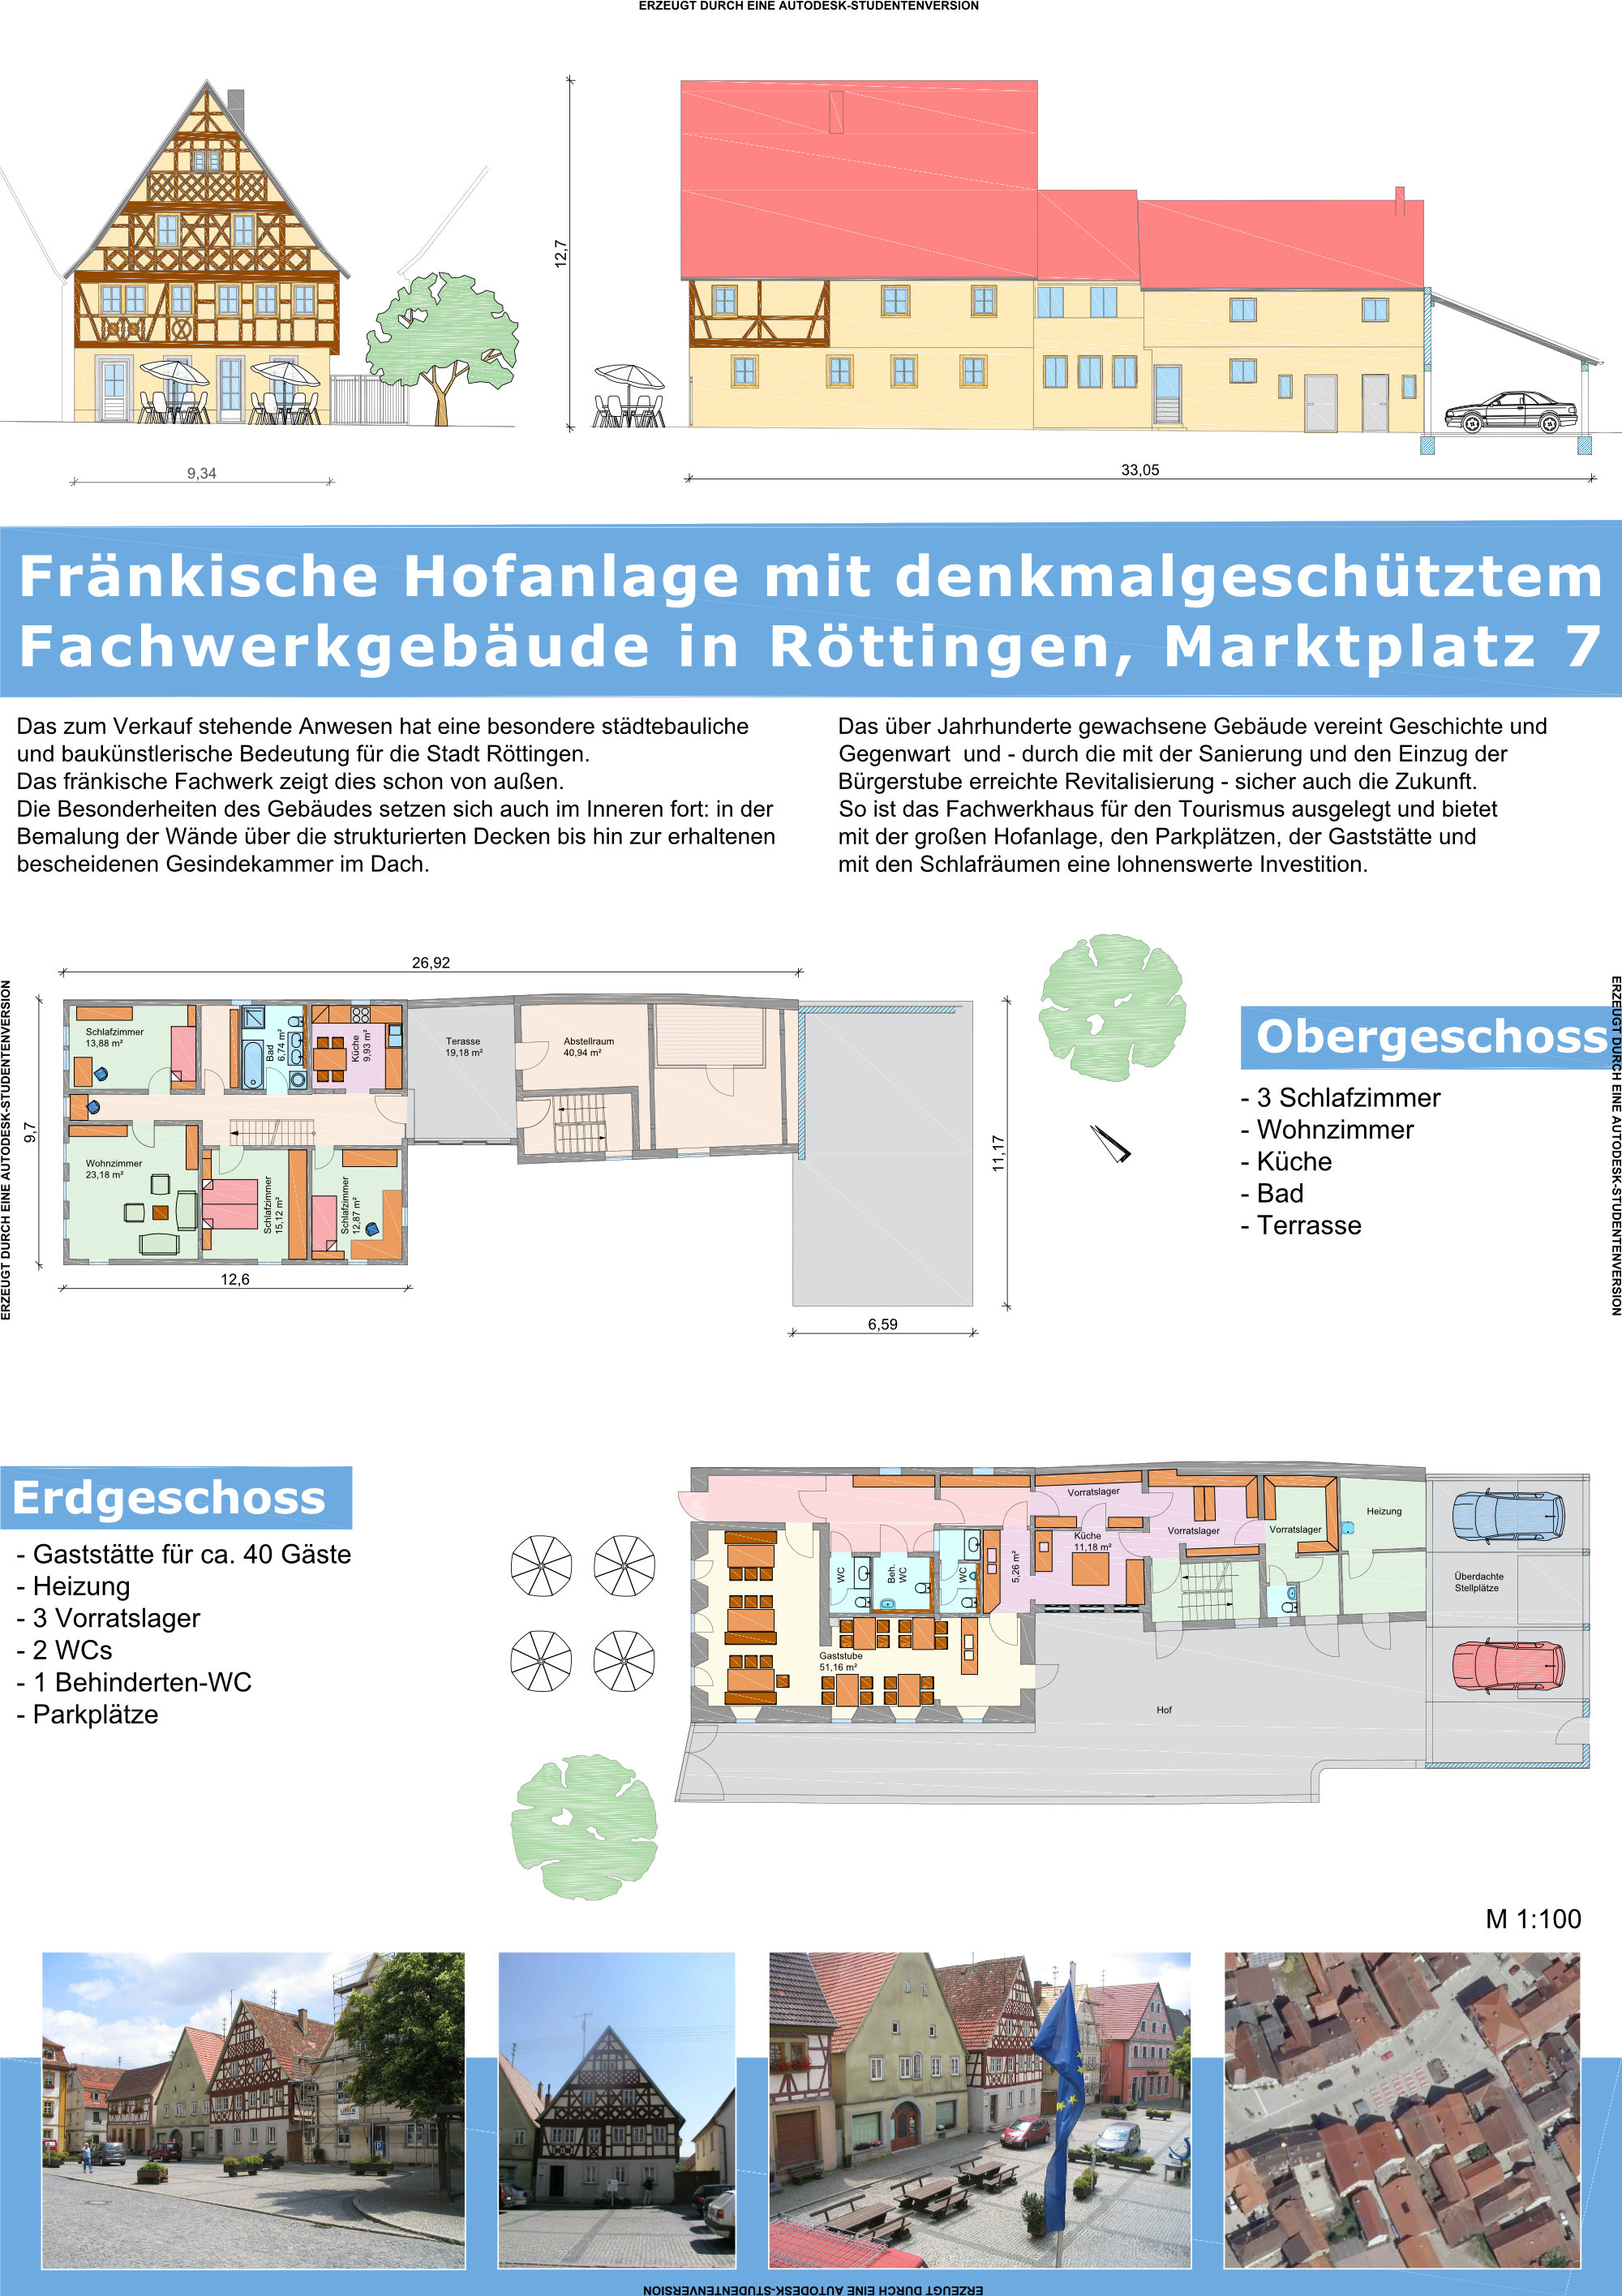 ERZEUGT DURCH EINE AUTODESK-STUDENTENVERSION
12,7
9,34
33,05
Fränkische Hofanlage mit denkmalgeschütztem
Fachwerkgebäude in Röttingen, Marktplatz 7
Das zum Verkauf stehende Anwesen hat eine besondere städtebauliche
und baukünstlerische Bedeutung für die Stadt Röttingen.
Das fränkische Fachwerk zeigt dies schon von außen.
Die Besonderheiten des Gebäudes setzen sich auch im Inneren fort: in der
Bemalung der Wände über die strukturierten Decken bis hin zur erhaltenen
bescheidenen Gesindekammer im Dach.
Das über Jahrhunderte gewachsene Gebäude vereint Geschichte und
Gegenwart und - durch die mit der Sanierung und den Einzug der
Bürgerstube erreichte Revitalisierung - sicher auch die Zukunft.
So ist das Fachwerkhaus für den Tourismus ausgelegt und bietet
mit der großen Hofanlage, den Parkplätzen, der Gaststätte und
mit den Schlafräumen eine lohnenswerte Investition.
ERZEUGT DURCH EINE AUTODESK-STUDENTENVERSION
26,92
9,7
Schlafzimmer
13,88 m²
Bad
6,74 m²
Küche
9,93 m²
Terasse
19,18 m²
Abstellraum
40,94 m²
Wohnzimmer
23,18 m²
Schlafzimmer
15,12 m²
Schlafzimmer
12,87 m²
12,6
11,17
6,59
Obergeschoss
- 3 Schlafzimmer
- Wohnzimmer
- Küche
- Bad
- Terrasse
ERZEUGT DURCH EINE AUTODESK-STUDENTENVERSION
Erdgeschoss
- Gaststätte für ca. 40 Gäste
- Heizung
- 3 Vorratslager
- 2 WCs
- 1 Behinderten-WC
- Parkplätze
Vorratslager
Küche
11,18 m²
Vorratslager
Vorratslager
Heizung
WC
Beh.
WC
WC
5,26 m²
Überdachte
Stellplätze
Gaststube
51,16 m²
Hof
M 1:100
ERZEUGT DURCH EINE AUTODESK-STUDENTENVERSION